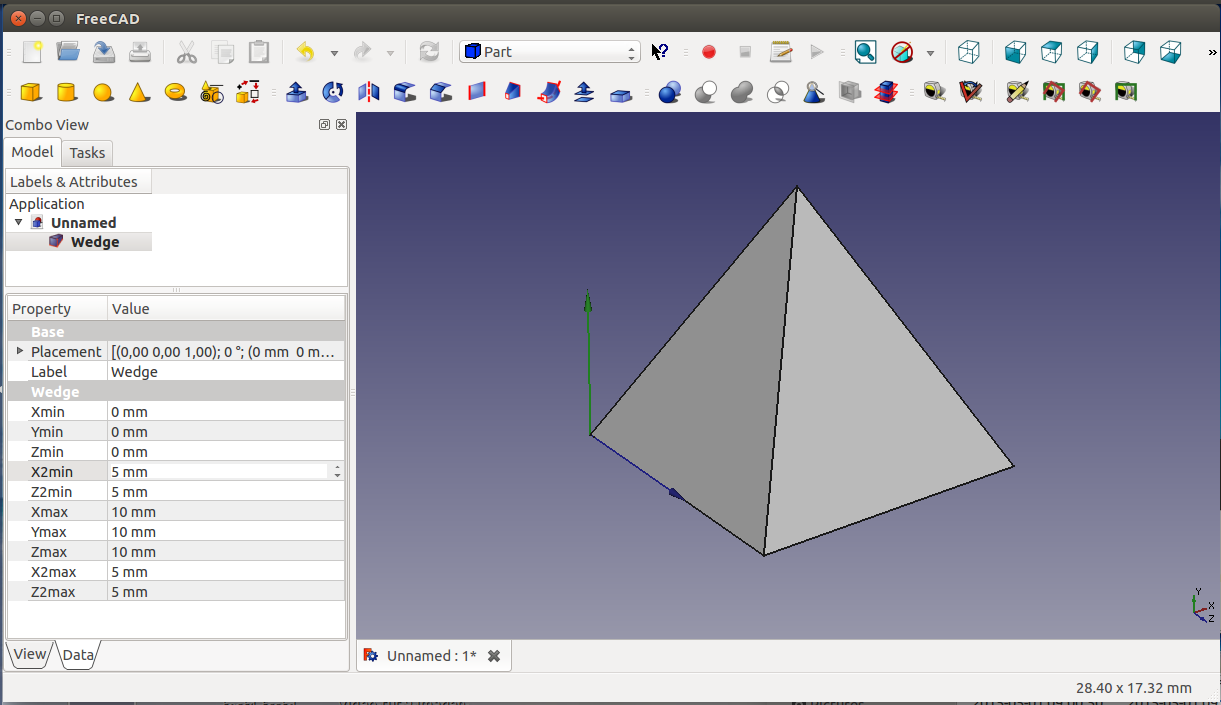 FreeCAD
Part
»
Combo View
Model
Tasks
Labels & Attributes
Application
Unnamed
Wedge
Property Value
Base
Placement [(0,00 0,00 1,00); 0 °; (0 mm 0 m...
Label Wedge
Wedge
Xmin 0 mm
Ymin 0 mm
Zmin 0 mm
X2min 5 mm
Z2min 5 mm
Xmax 10 mm
Ymax 10 mm
Zmax 10 mm
X2max 5 mm
Z2max 5 mm
View
Data
Y
X
Z
Unnamed : 1*
28.40 x 17.32 mm